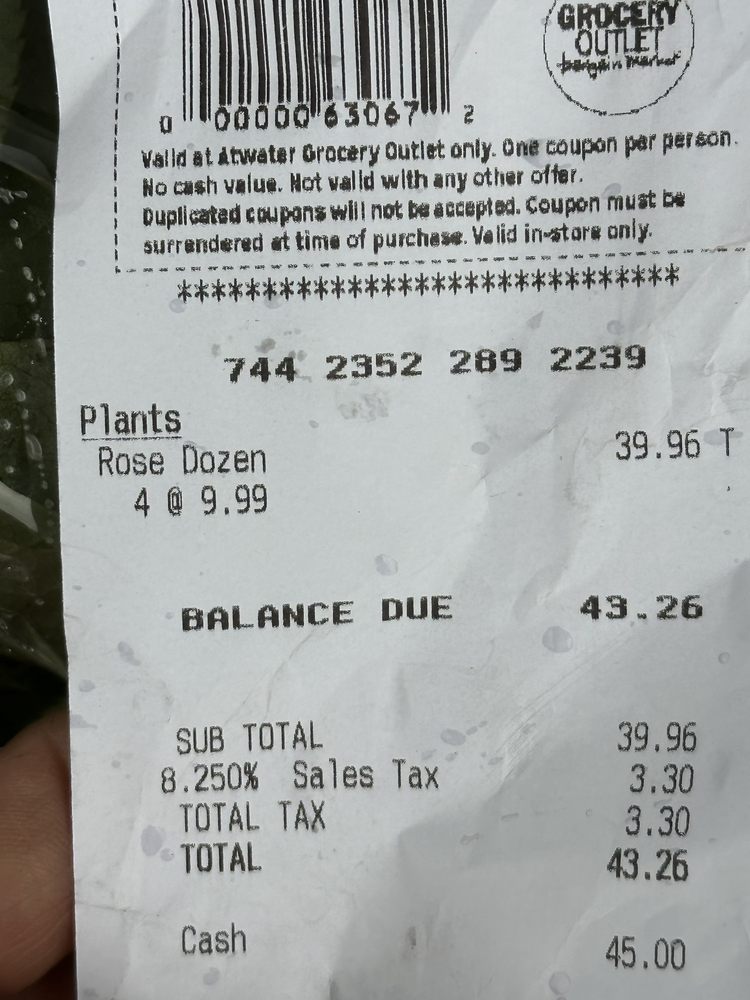 GROCERY
OUTLET
bargain market
0 00000 63067 2
Valid at Atwater Grocery Outlet only. One coupon per person.
No cash value. Not valid with any other offer.
Duplicated coupons will not be accepted. Coupon must be
surrendered at time of purchase. Valid in-store only.
******************************
744 2352 289 2239
Plants
Rose Dozen 39.96 T
4 @ 9.99
BALANCE DUE 43.26
SUB TOTAL 39.96
8.250% Sales Tax 3.30
TOTAL TAX 3.30
TOTAL 43.26
Cash 45.00